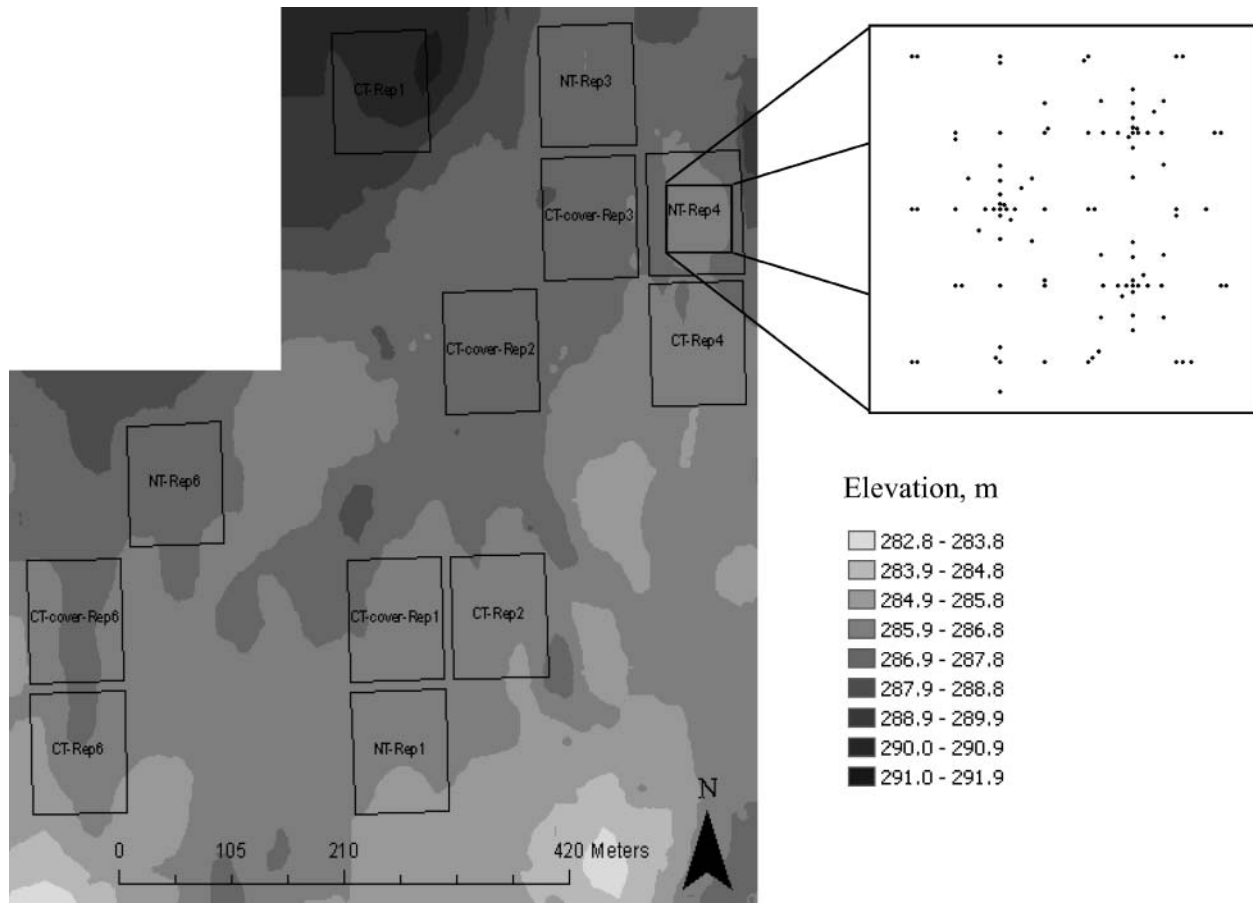 CT-Rep1
NT-Rep3
CT-cover-Rep3
NT-Rep4
CT-cover-Rep2
CT-Rep4
NT-Rep6
CT-cover-Rep6
CT-cover-Rep1
CT-Rep2
CT-Rep6
NT-Rep1
N
0 105 210 420 Meters
Elevation, m
282.8 - 283.8
283.9 - 284.8
284.9 - 285.8
285.9 - 286.8
286.9 - 287.8
287.9 - 288.8
288.9 - 289.9
290.0 - 290.9
291.0 - 291.9